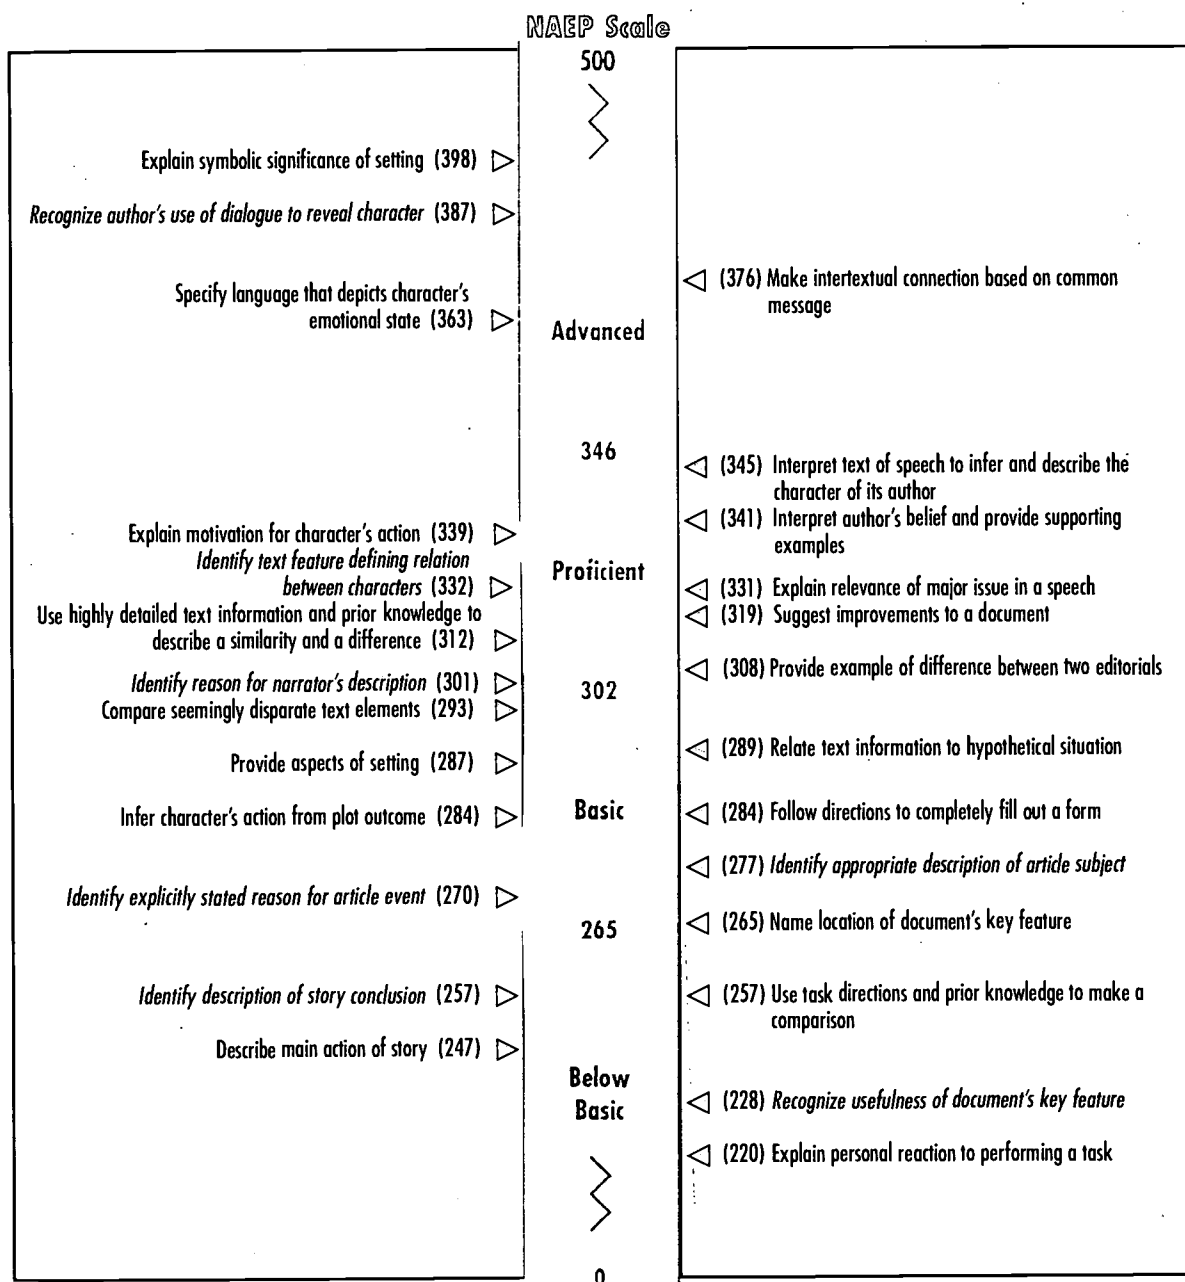 NAEP Scale
500
Explain symbolic significance of setting (398)
Recognize author's use of dialogue to reveal character (387)
Specify language that depicts character's
emotional state (363)
Explain motivation for character's action (339)
Identify text feature defining relation
between characters (332)
Use highly detailed text information and prior knowledge to
describe a similarity and a difference (312)
Identify reason for narrator's description (301)
Compare seemingly disparate text elements (293)
Provide aspects of setting (287)
Infer character's action from plot outcome (284)
Identify explicitly stated reason for article event (270)
Identify description of story conclusion (257)
Describe main action of story (247)
Advanced
346
Proficient
302
Basic
265
Below
Basic
0
(376) Make intertextual connection based on common
message
(345) Interpret text of speech to infer and describe the
character of its author
(341) Interpret author's belief and provide supporting
examples
(331) Explain relevance of major issue in a speech
(319) Suggest improvements to a document
(308) Provide example of difference between two editorials
(289) Relate text information to hypothetical situation
(284) Follow directions to completely fill out a form
(277) Identify appropriate description of article subject
(265) Name location of document's key feature
(257) Use task directions and prior knowledge to make a
comparison
(228) Recognize usefulness of document's key feature
(220) Explain personal reaction to performing a task